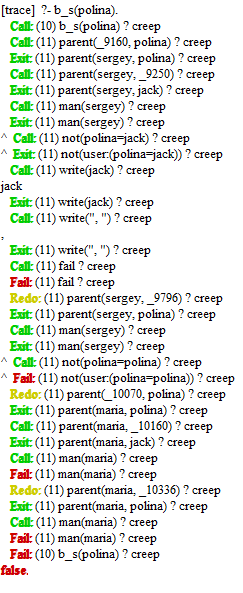 [trace]  ?- b_s(polina).
Call: (10) b_s(polina) ? creep
Call: (11) parent(_9160, polina) ? creep
Exit: (11) parent(sergey, polina) ? creep
Call: (11) parent(sergey, _9250) ? creep
Exit: (11) parent(sergey, jack) ? creep
Call: (11) man(sergey) ? creep
Exit: (11) man(sergey) ? creep
^  Call: (11) not(polina=jack) ? creep
^  Exit: (11) not(user:(polina=jack)) ? creep
Call: (11) write(jack) ? creep
jack
Exit: (11) write(jack) ? creep
Call: (11) write(", ") ? creep
,
Exit: (11) write(", ") ? creep
Call: (11) fail ? creep
Fail: (11) fail ? creep
Redo: (11) parent(sergey, _9796) ? creep
Exit: (11) parent(sergey, polina) ? creep
Call: (11) man(sergey) ? creep
Exit: (11) man(sergey) ? creep
^  Call: (11) not(polina=polina) ? creep
^  Fail: (11) not(user:(polina=polina)) ? creep
Redo: (11) parent(_10070, polina) ? creep
Exit: (11) parent(maria, polina) ? creep
Call: (11) parent(maria, _10160) ? creep
Exit: (11) parent(maria, jack) ? creep
Call: (11) man(maria) ? creep
Fail: (11) man(maria) ? creep
Redo: (11) parent(maria, _10336) ? creep
Exit: (11) parent(maria, polina) ? creep
Call: (11) man(maria) ? creep
Fail: (11) man(maria) ? creep
Fail: (10) b_s(polina) ? creep
false.